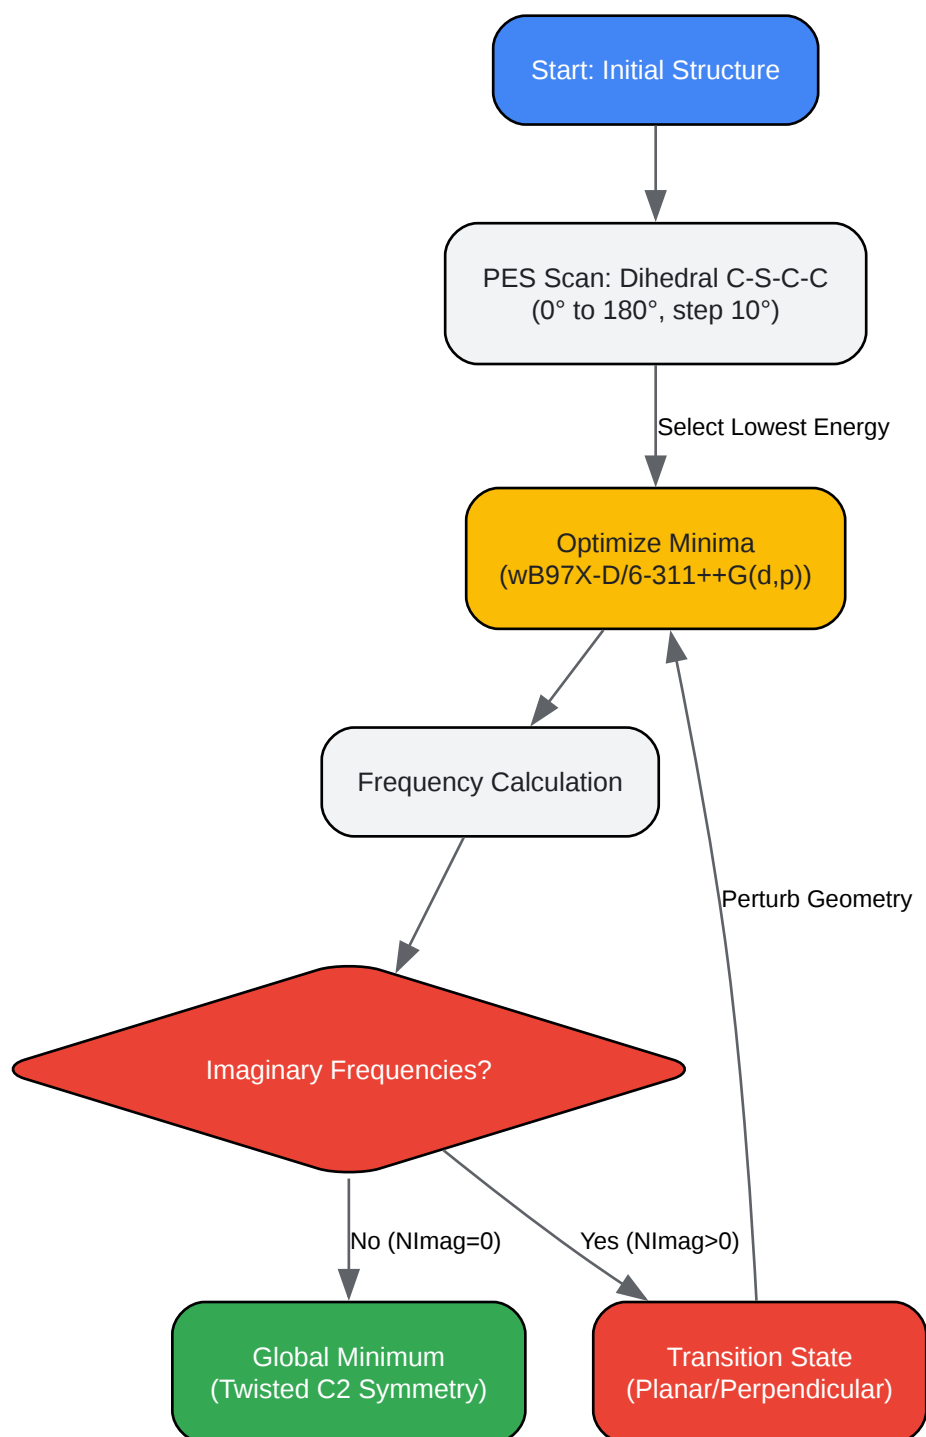 Start: Initial Structure
PES Scan: Dihedral C-S-C-C
(0° to 180°, step 10°)
Select Lowest Energy
Optimize Minima
(wB97X-D/6-311++G(d,p))
Frequency Calculation
Perturb Geometry
Imaginary Frequencies?
No (NImag=0)
Yes (NImag>0)
Global Minimum
(Twisted C2 Symmetry)
Transition State
(Planar/Perpendicular)